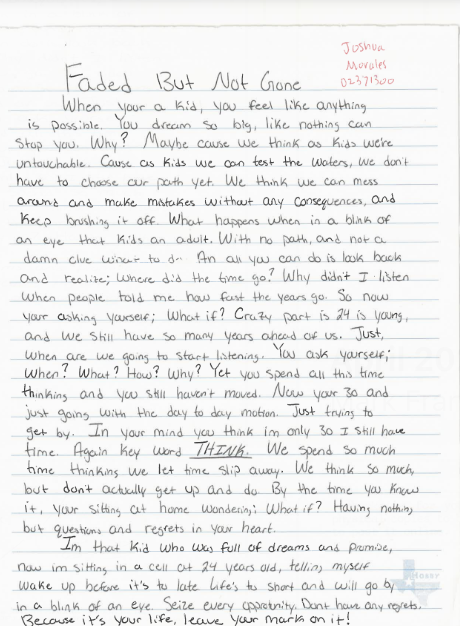 Joshua
Morales
02371300
Faded But Not Gone
When your a kid, you feel like anything
is possible. You dream so big, like nothing can
stop you. Why? Maybe cause we think as kids we're
untouchable. Cause as kids we can test the waters, we don't
have to choose our path yet. We think we can mess
around and make mistakes without any consequences, and
keep brushing it off. What happens when in a blink of
an eye that kids an adult. With no path, and not a
damn clue what to do. An all you can do is look back
and realize; Where did the time go? Why didn't I listen
when people told me how fast the years go. So now
your asking yourself; What if? Crazy part is 24 is young,
and we still have so many years ahead of us. Just,
when are we going to start listening. You ask yourself;
When? What? How? Why? Yet you spend all this time
thinking and you still haven't moved. Now your 30 and
just going with the day to day motion. Just trying to
get by. In your mind you think im only 30 I still have
time. Again key word THINK. We spend so much
time thinking we let time slip away. We think so much,
but don't actually get up and do By the time you know
it, your sitting at home wondering; What if? Having nothing
but questions and regrets in your heart.
Im that kid who was full of dreams and promise,
now im sitting in a cell at 24 years old, telling myself
wake up before it's to late Life's to short and will go by
in a blink of an eye. Seize every opportunity. Dont have any regrets.
Because it's your life, leave your mark on it!